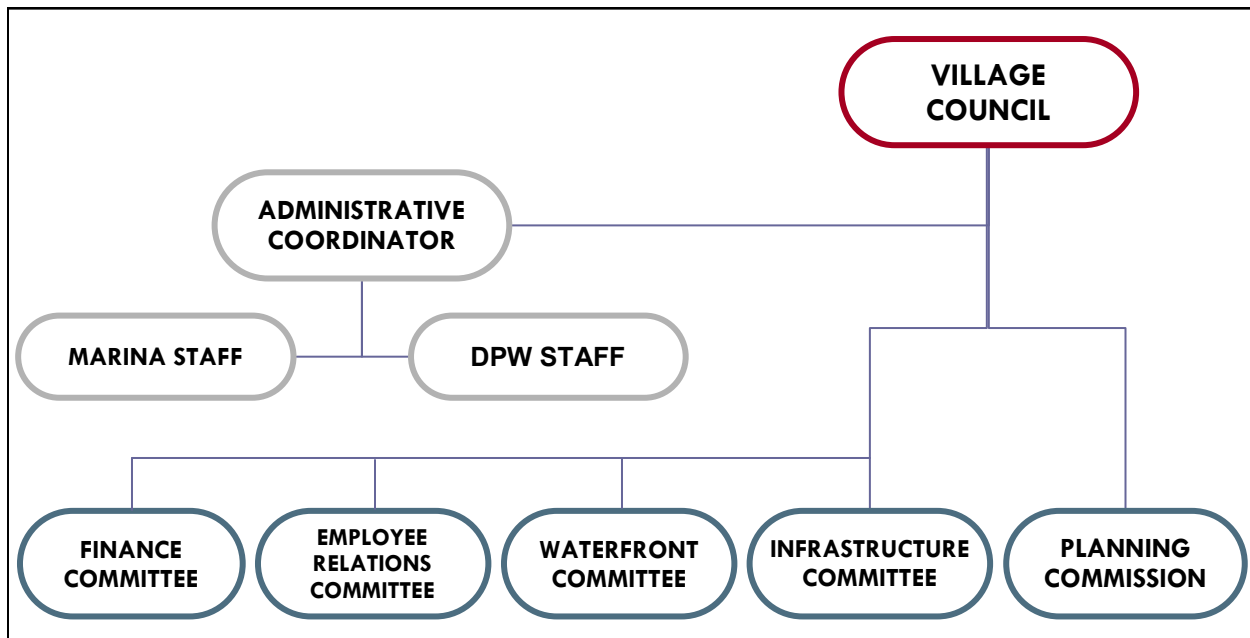 VILLAGE
COUNCIL
ADMINISTRATIVE
COORDINATOR
MARINA STAFF
DPW STAFF
FINANCE
COMMITTEE
EMPLOYEE
RELATIONS
COMMITTEE
WATERFRONT
COMMITTEE
INFRASTRUCTURE
COMMITTEE
PLANNING
COMMISSION